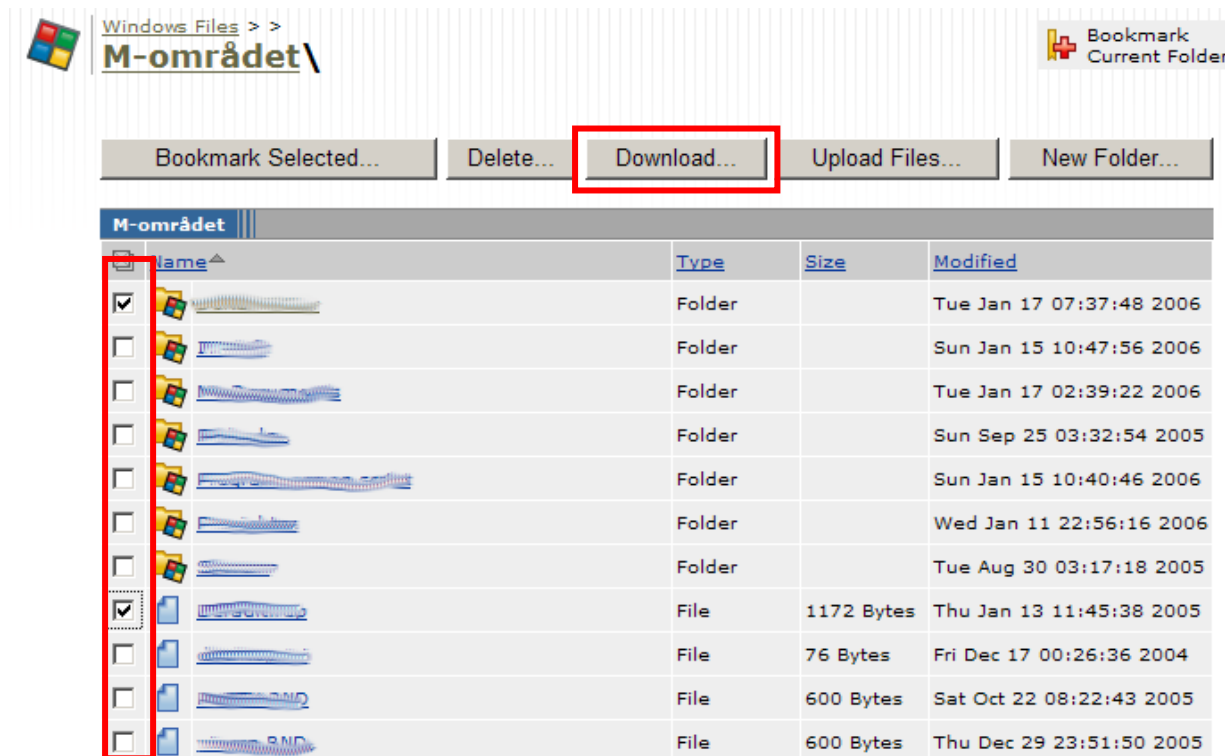 Windows Files > >
M-området\
Bookmark
Current Folder
Bookmark Selected... Delete... Download... Upload Files... New Folder...
M-området
Name Type Size Modified
Folder Tue Jan 17 07:37:48 2006
Folder Sun Jan 15 10:47:56 2006
Folder Tue Jan 17 02:39:22 2006
Folder Sun Sep 25 03:32:54 2005
Folder Sun Jan 15 10:40:46 2006
Folder Wed Jan 11 22:56:16 2006
Folder Tue Aug 30 03:17:18 2005
File 1172 Bytes Thu Jan 13 11:45:38 2005
File 76 Bytes Fri Dec 17 00:26:36 2004
File 600 Bytes Sat Oct 22 08:22:43 2005
File 600 Bytes Thu Dec 29 23:51:50 2005